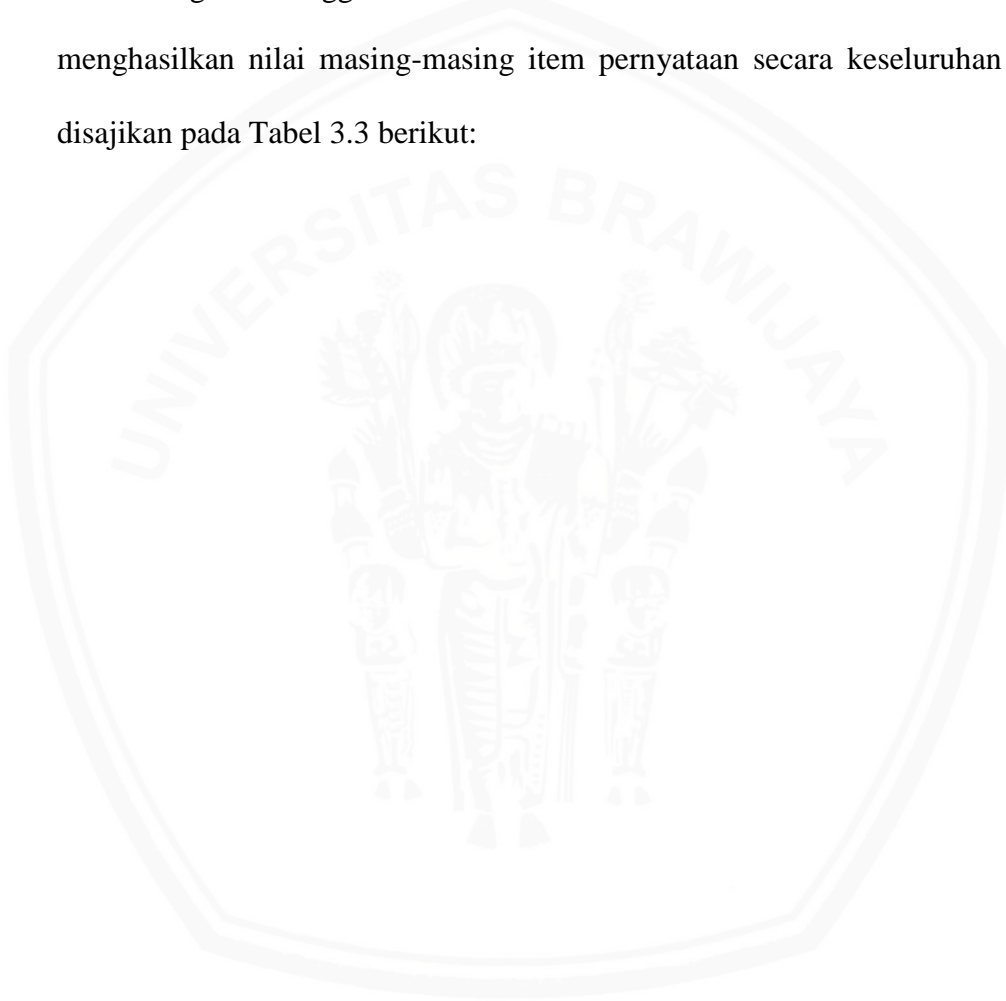 menghasilkan nilai masing-masing item pernyataan secara keseluruhan
disajikan pada Tabel 3.3 berikut:
UNIVERSITAS BRAWIJAYA